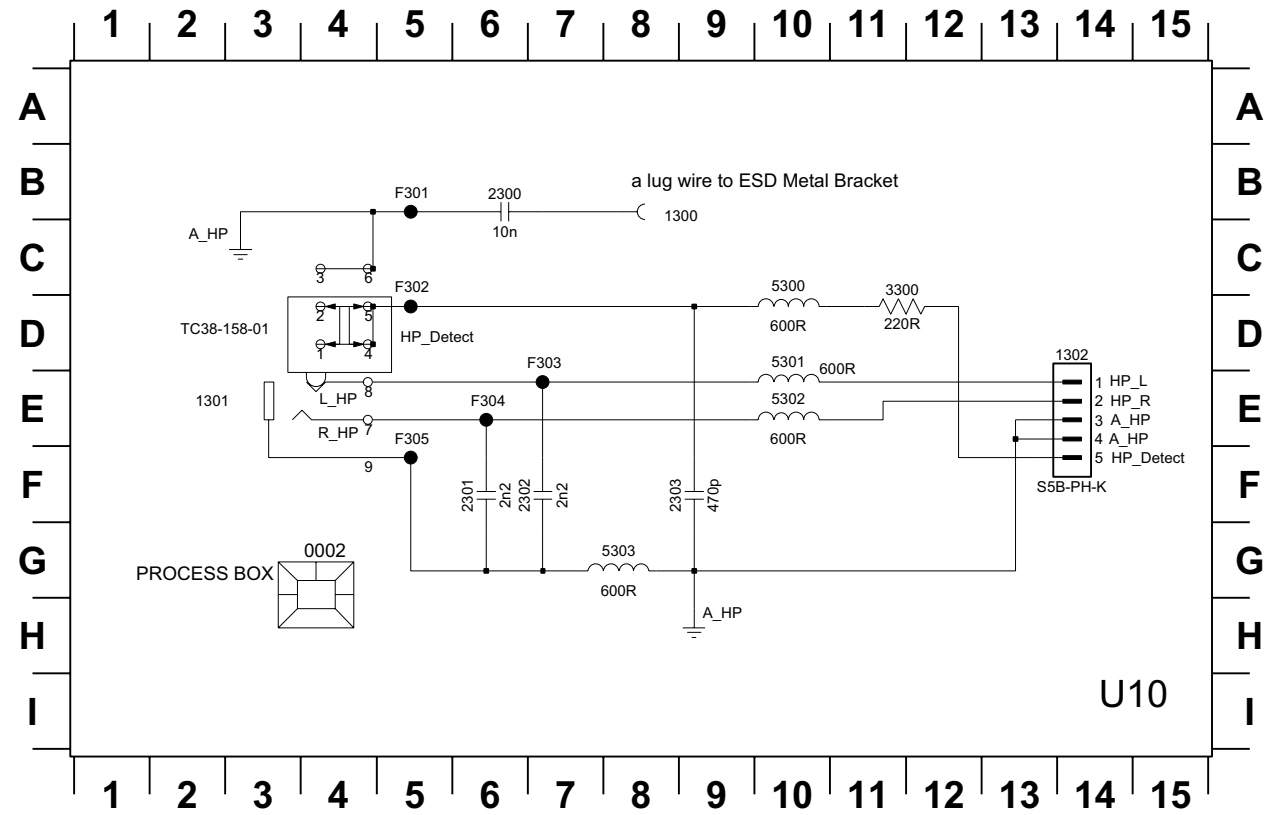 1 2 3 4 5 6 7 8 9 10 11 12 13 14 15
A A
B B
C C
D D
E E
F F
G G
H H
I I
a lug wire to ESD Metal Bracket
F301
2300
10n
1300
A_HP
3 6
F302
5300
600R
3300
220R
2 5
TC38-158-01
HP_Detect
1 4
F303
5301
600R
1302
8
L_HP
1301
F304
5302
600R
1 HP_L
2 HP_R
3 A_HP
4 A_HP
5 HP_Detect
S5B-PH-K
R_HP
7
F305
9
2301
2n2
2302
2n2
2303
470p
0002
PROCESS BOX
5303
600R
A_HP
U10
1 2 3 4 5 6 7 8 9 10 11 12 13 14 15